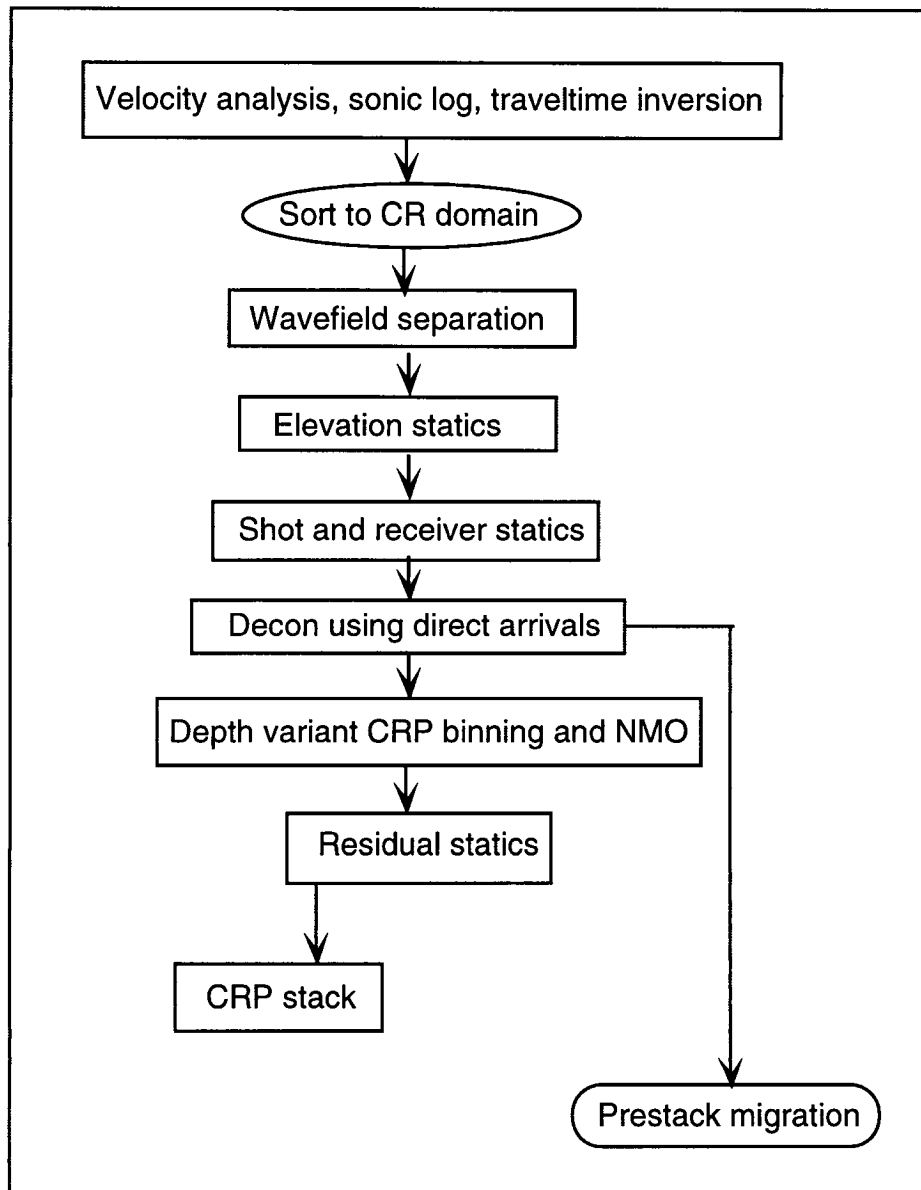 Velocity analysis, sonic log, traveltime inversion
Sort to CR domain
Wavefield separation
Elevation statics
Shot and receiver statics
Decon using direct arrivals
Depth variant CRP binning and NMO
Residual statics
CRP stack
Prestack migration